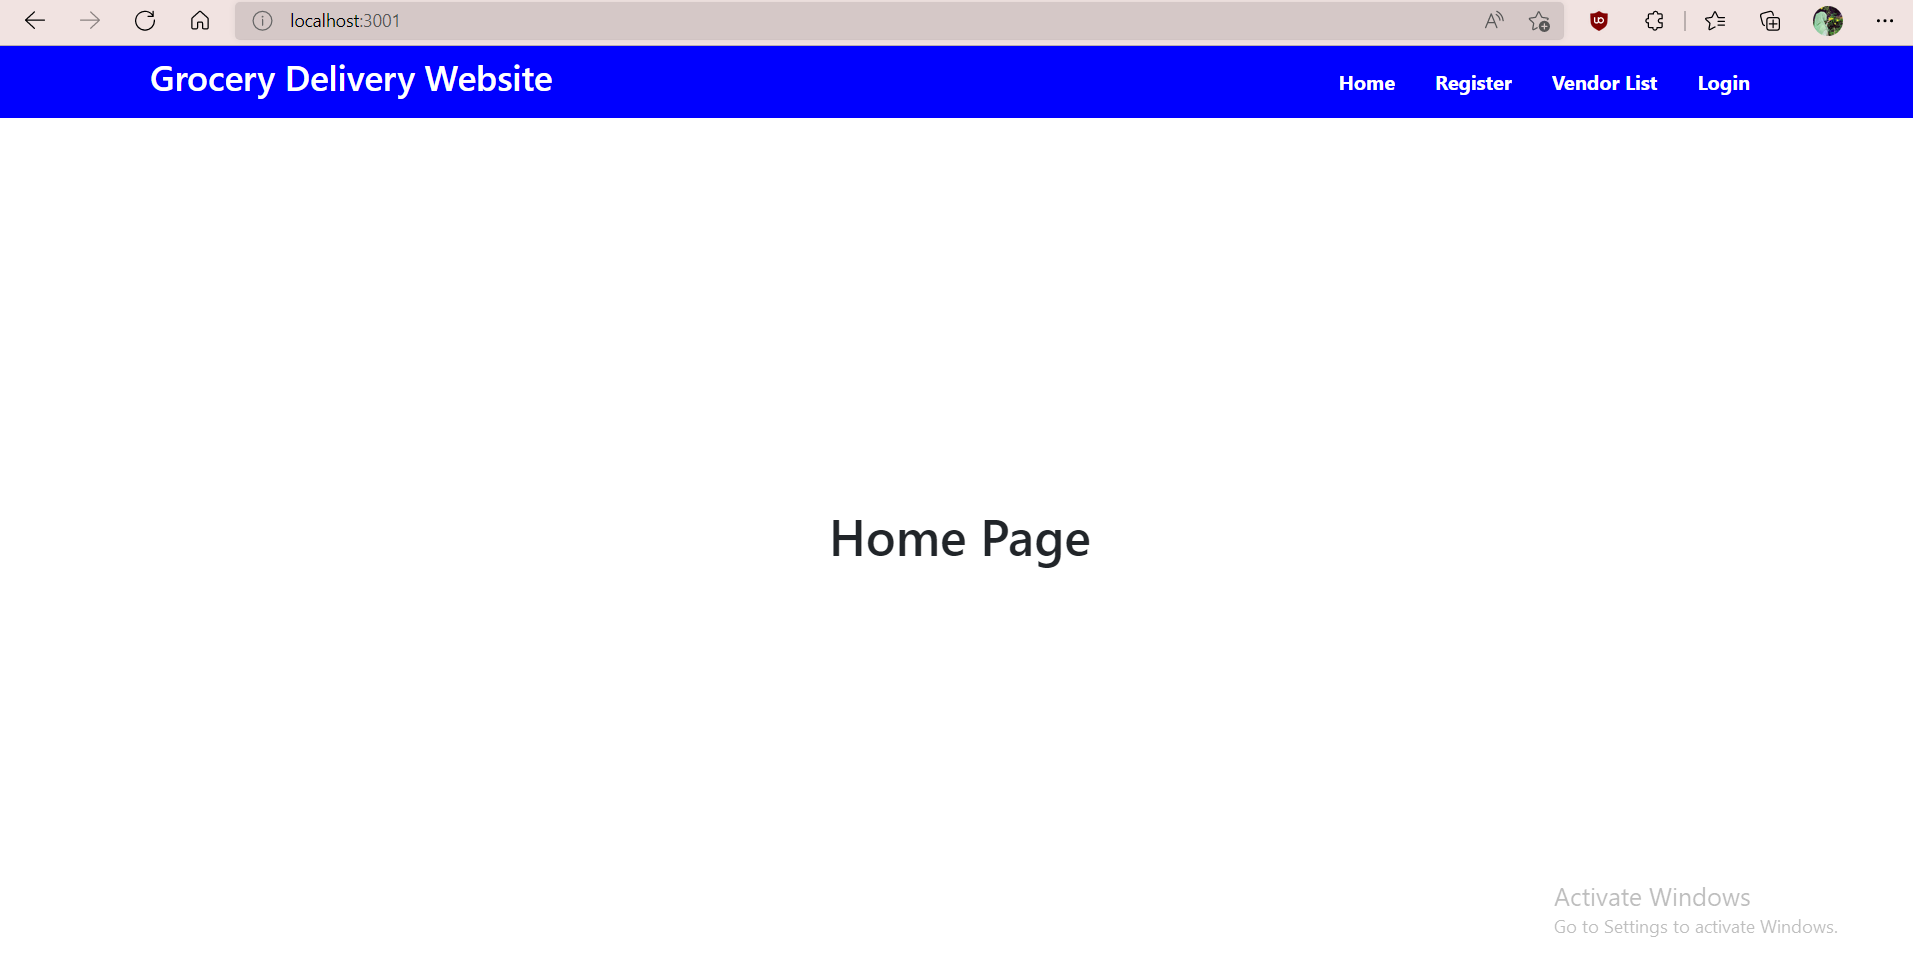 localhost:3001
Grocery Delivery Website
Home Register Vendor List Login
Home Page
Activate Windows
Go to Settings to activate Windows.